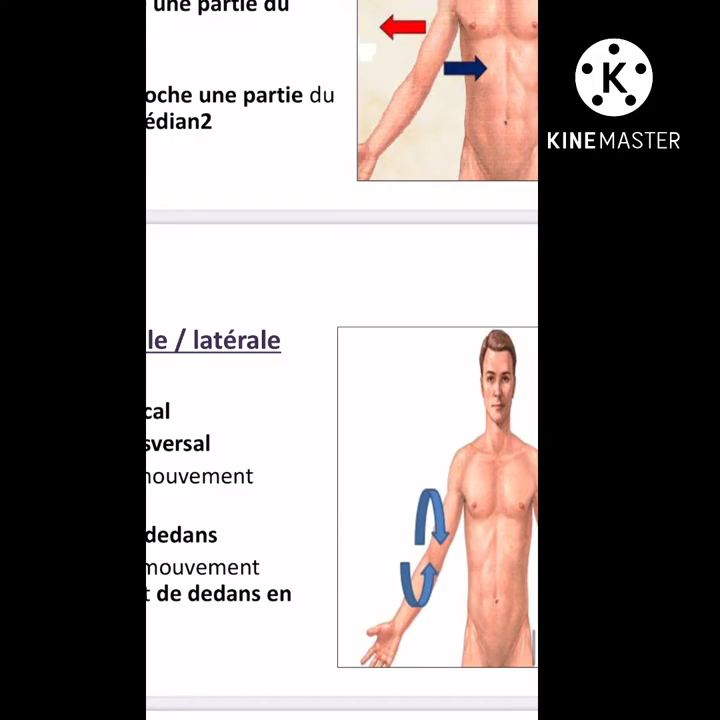 une partie du
oche une partie du
édian2
K
KINEMASTER
le / latérale
cal
sversal
mouvement
dedans
mouvement
t de dedans en